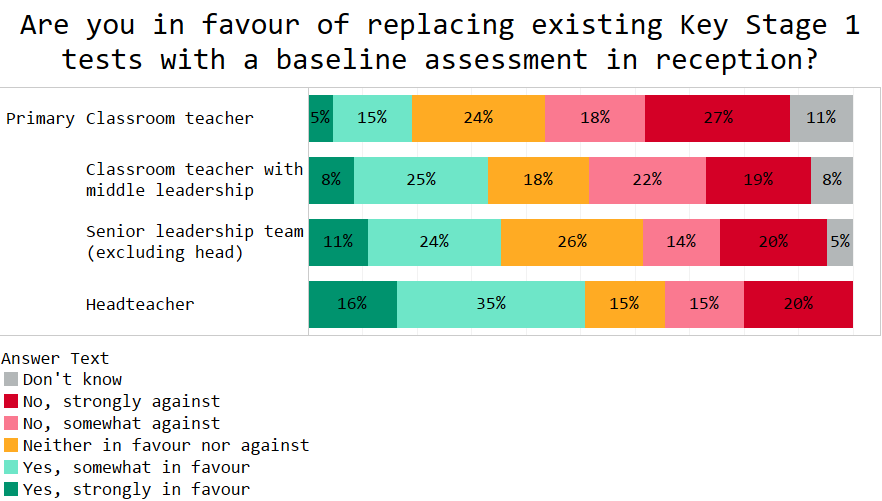 Are you in favour of replacing existing Key Stage 1
tests with a baseline assessment in reception?
Primary Classroom teacher 5% 15% 24% 18% 27% 11%
Classroom teacher with
middle leadership 8% 25% 18% 22% 19% 8%
Senior leadership team
(excluding head) 11% 24% 26% 14% 20% 5%
Headteacher 16% 35% 15% 15% 20%
Answer Text
Don't know
No, strongly against
No, somewhat against
Neither in favour nor against
Yes, somewhat in favour
Yes, strongly in favour